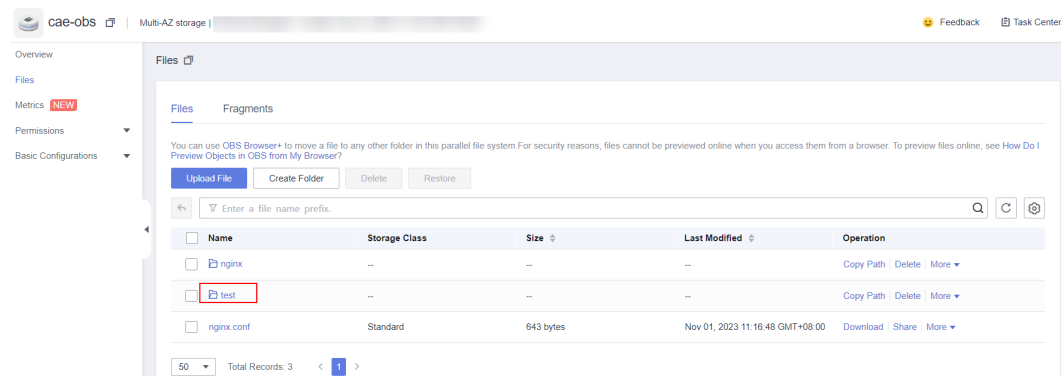 cae-obs | Multi-AZ storage | Feedback Task Center
Overview
Files
Metrics NEW
Permissions
Basic Configurations
Files
Files Fragments
You can use OBS Browser+ to move a file to any other folder in this parallel file system.For security reasons, files cannot be previewed online when you access them from a browser. To preview files online, see How Do I
Preview Objects in OBS from My Browser?
Upload File Create Folder Delete Restore
Enter a file name prefix.
Name Storage Class Size Last Modified Operation
nginx -- -- -- Copy Path | Delete | More
test -- -- -- Copy Path | Delete | More
nginx.conf Standard 643 bytes Nov 01, 2023 11:16:48 GMT+08:00 Download | Share | More
50 Total Records: 3 < 1 >